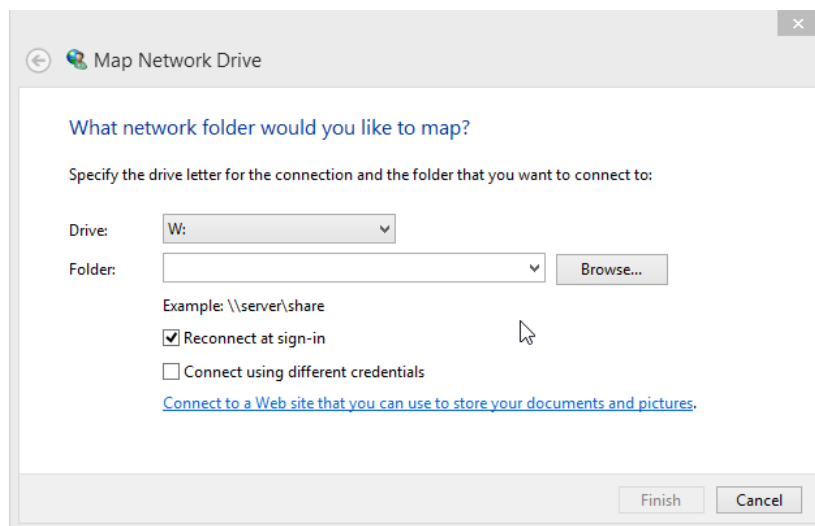 Map Network Drive
What network folder would you like to map?
Specify the drive letter for the connection and the folder that you want to connect to:
Drive: W:
Folder: Browse...
Example: \\server\share
Reconnect at sign-in
Connect using different credentials
Connect to a Web site that you can use to store your documents and pictures.
Finish Cancel